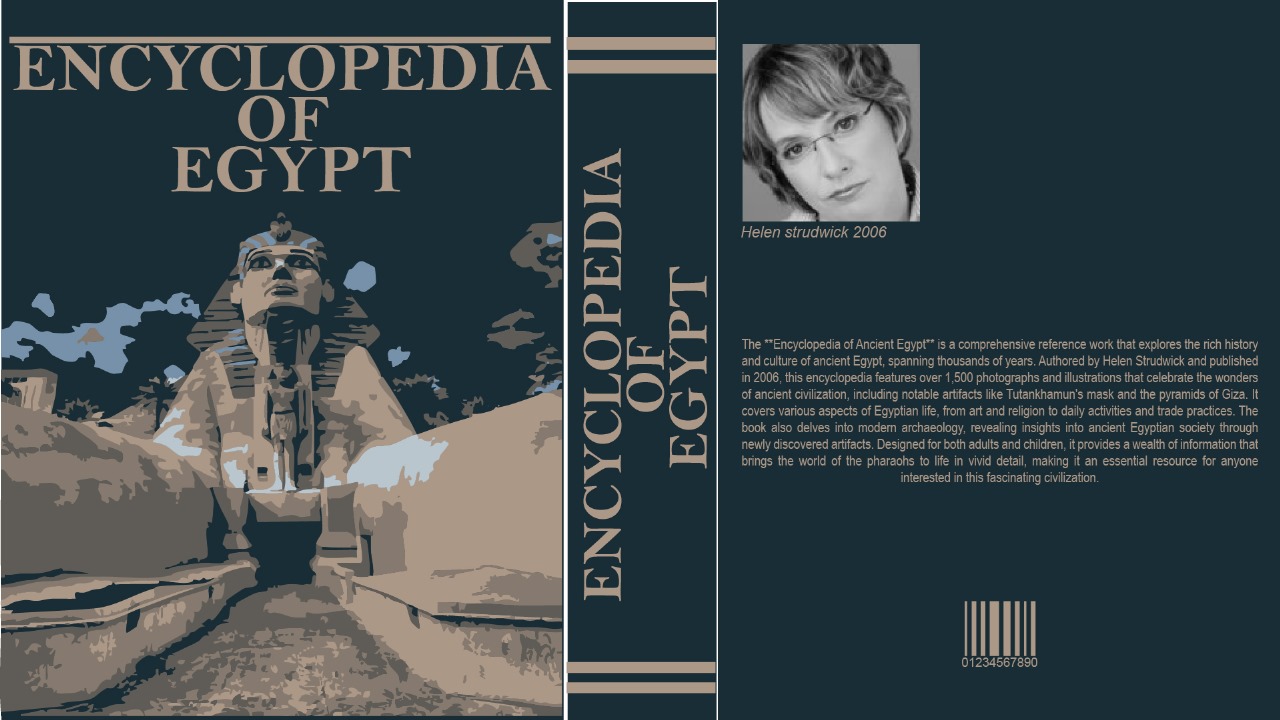 ENCYCLOPEDIA
OF
EGYPT
ENCYCLOPEDIA
OF
EGYPT
Helen strudwick 2006
The **Encyclopedia of Ancient Egypt** is a comprehensive reference work that explores the rich history
and culture of ancient Egypt, spanning thousands of years. Authored by Helen Strudwick and published
in 2006, this encyclopedia features over 1,500 photographs and illustrations that celebrate the wonders
of ancient civilization, including notable artifacts like Tutankhamun's mask and the pyramids of Giza. It
covers various aspects of Egyptian life, from art and religion to daily activities and trade practices. The
book also delves into modern archaeology, revealing insights into ancient Egyptian society through
newly discovered artifacts. Designed for both adults and children, it provides a wealth of information that
brings the world of the pharaohs to life in vivid detail, making it an essential resource for anyone
interested in this fascinating civilization.
01234567890